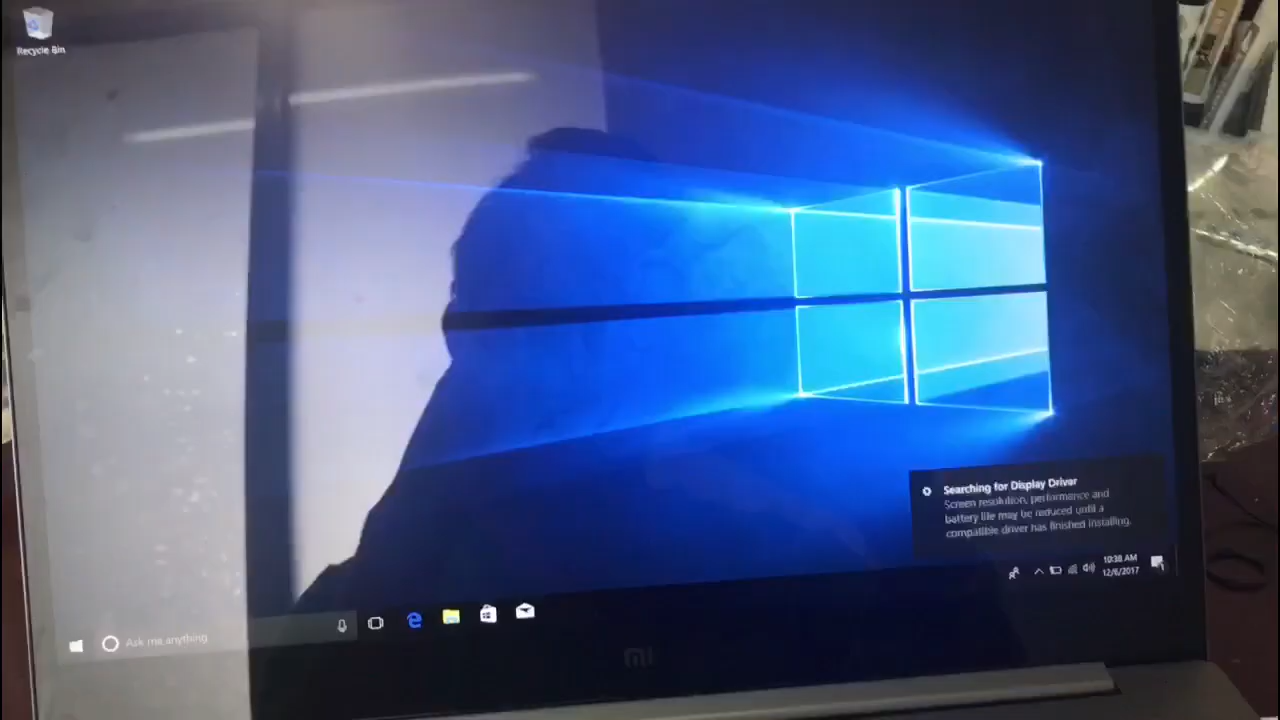 Recycle Bin
Searching for Display Driver
Screen resolution, performance and
battery life may be reduced until a
compatible driver has finished installing.
10:38 AM
12/6/2017
Ask me anything
mi